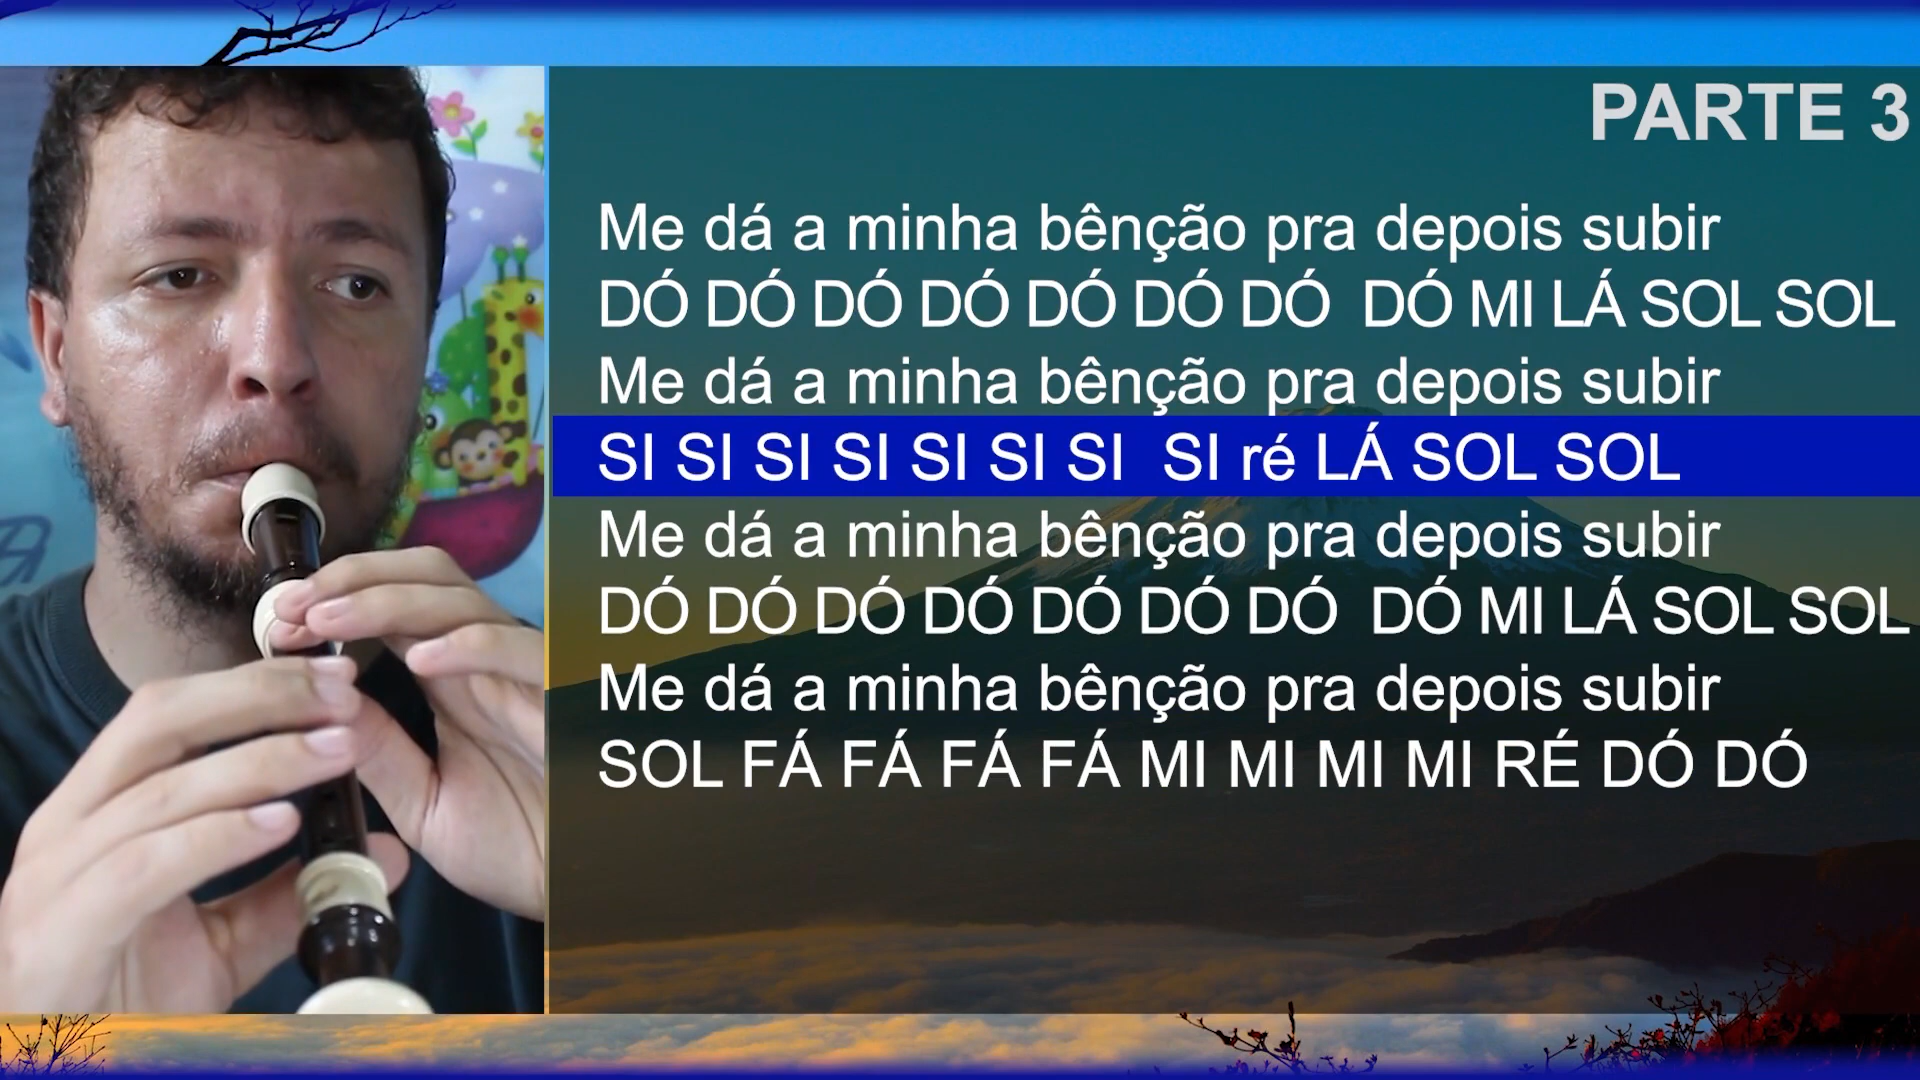 PARTE 3
Me dá a minha bênção pra depois subir
DÓ DÓ DÓ DÓ DÓ DÓ DÓ DÓ MI LÁ SOL SOL
Me dá a minha bênção pra depois subir
SI SI SI SI SI SI SI SI ré LÁ SOL SOL
Me dá a minha bênção pra depois subir
DÓ DÓ DÓ DÓ DÓ DÓ DÓ DÓ MI LÁ SOL SOL
Me dá a minha bênção pra depois subir
SOL FÁ FÁ FÁ FÁ MI MI MI MI RÉ DÓ DÓ